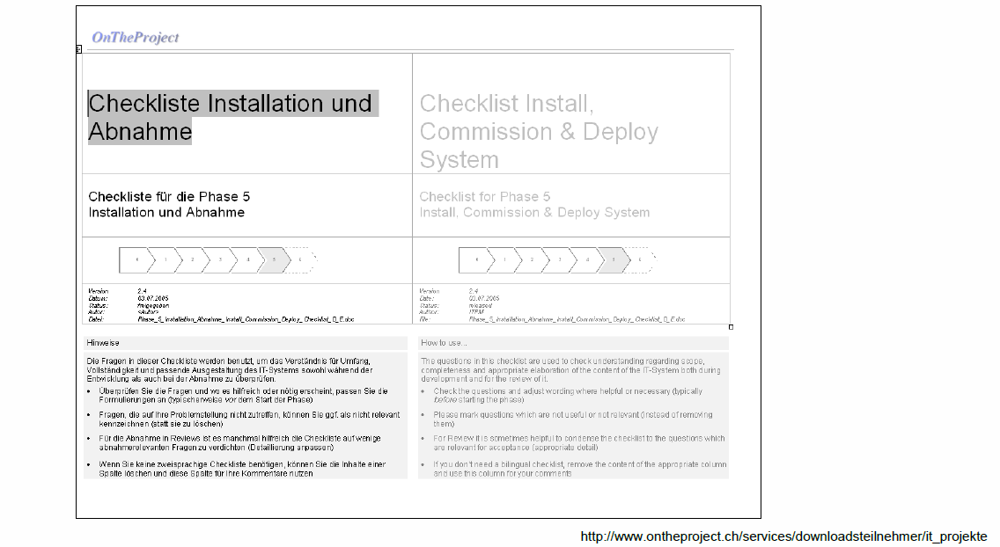 OnTheProject
Checkliste Installation und
Abnahme
Checklist Install,
Commission & Deploy
System
Checkliste für die Phase 5
Installation und Abnahme
Checklist for Phase 5
Install, Commission & Deploy System
0 1 2 3 4 5 6
0 1 2 3 4 5 6
Version 2.4
Datum: 03.07.2005
Status: freigegeben
Autor: <Autor>
Datei: Phase_5_Installation_Abnahme_Install_Commission_Deploy_Checklist_D_E.doc
Version 2.4
Date: 03.07.2005
Status: released
Author: ITPM
File: Phase_5_Installation_Abnahme_Install_Commission_Deploy_Checklist_D_E.doc
Hinweise
Die Fragen in dieser Checkliste werden benutzt, um das Verständnis für Umfang,
Vollständigkeit und passende Ausgestaltung des IT-Systems sowohl während der
Entwicklung als auch bei der Abnahme zu überprüfen.
• Überprüfen Sie die Fragen und wo es hilfreich oder nötig erscheint, passen Sie die
Formulierungen an (typischerweise vor dem Start der Phase)
• Fragen, die auf Ihre Problemstellung nicht zutreffen, können Sie ggf. als nicht relevant
kennzeichnen (statt sie zu löschen)
• Für die Abnahme in Reviews ist es manchmal hilfreich die Checkliste auf wenige
abnahmerelevanten Fragen zu verdichten (Detaillierung anpassen)
• Wenn Sie keine zweisprachige Checkliste benötigen, können Sie die Inhalte einer
Spalte löschen und diese Spalte für Ihre Kommentare nutzen
How to use...
The questions in this checklist are used to check understanding regarding scope,
completeness and appropriate elaboration of the content of the IT-System both during
development and for the review of it.
• Check the questions and adjust wording where helpful or necessary (typically
before starting the phase)
• Please mark questions which are not useful or not relevant (instead of removing
them)
• For Review it is sometimes helpful to condense the checklist to the questions which
are relevant for acceptance (appropriate detail)
• If you don't need a bilingual checklist, remove the content of the appropriate column
and use this column for your comments
http://www.ontheproject.ch/services/downloadsteilnehmer/it_projekte